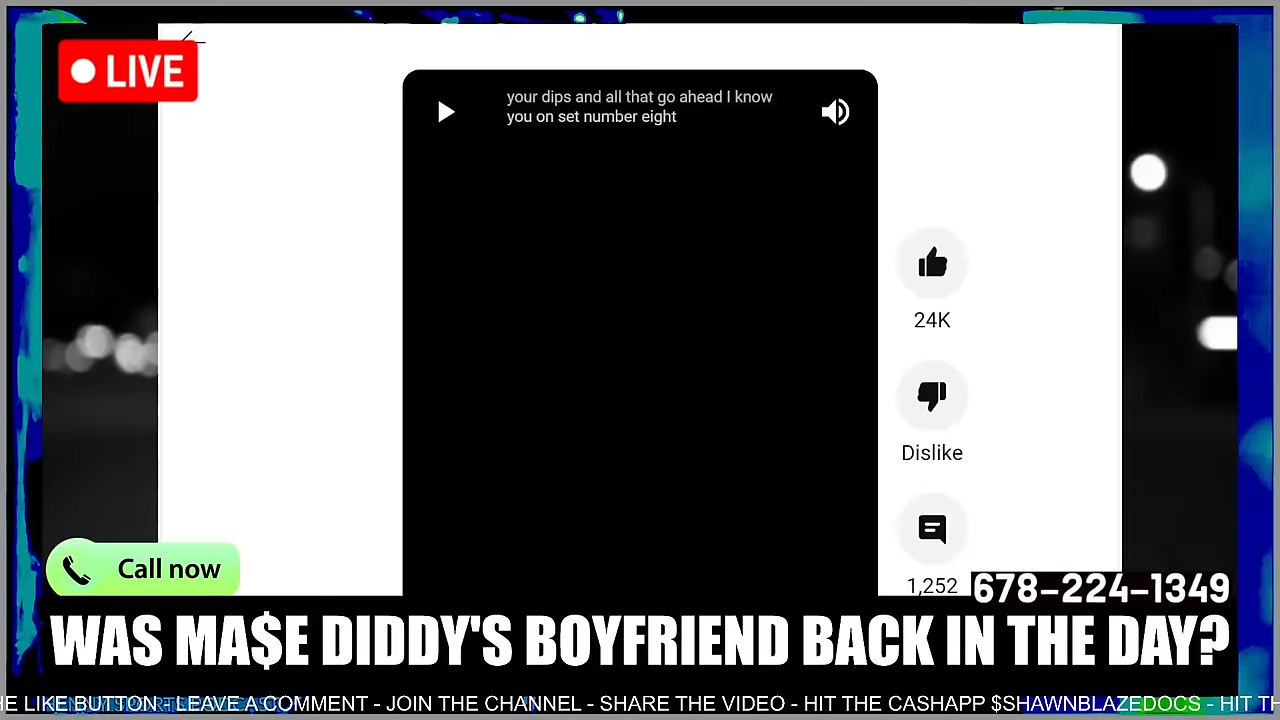 LIVE
your dips and all that go ahead I know
you on set number eight
24K
Dislike
1,252
Call now
678-224-1349
WAS MA$E DIDDY'S BOYFRIEND BACK IN THE DAY?
HE LIKE BUTTON - LEAVE A COMMENT - JOIN THE CHANNEL - SHARE THE VIDEO - HIT THE CASHAPP $SHAWNBLAZEDOCS - HIT TH